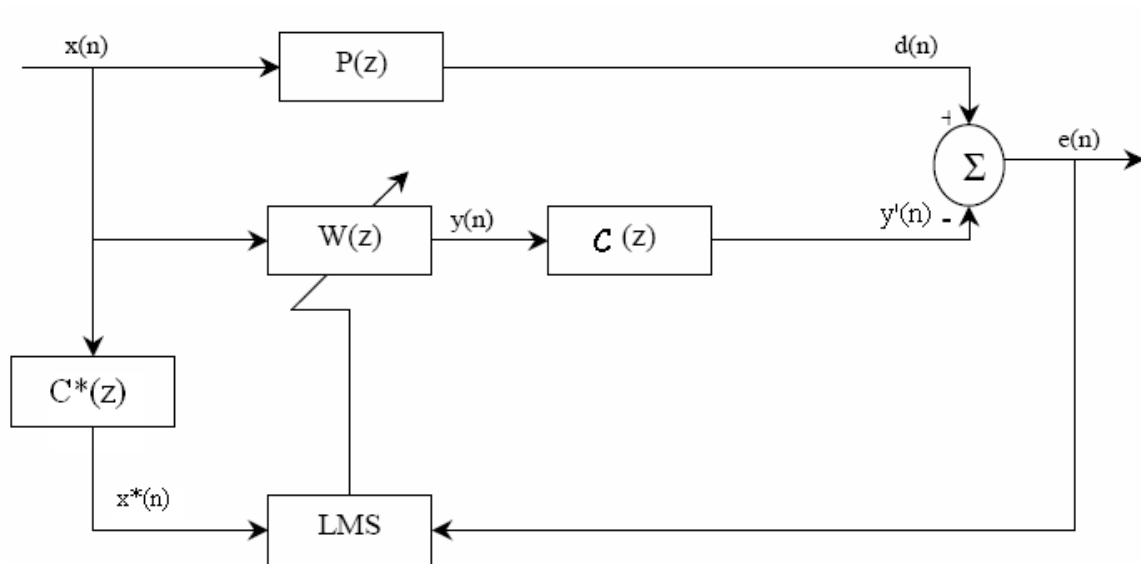 x(n)
P(z)
d(n)
+
Σ
e(n)
W(z)
y(n)
C (z)
y'(n) -
C*(z)
x*(n)
LMS